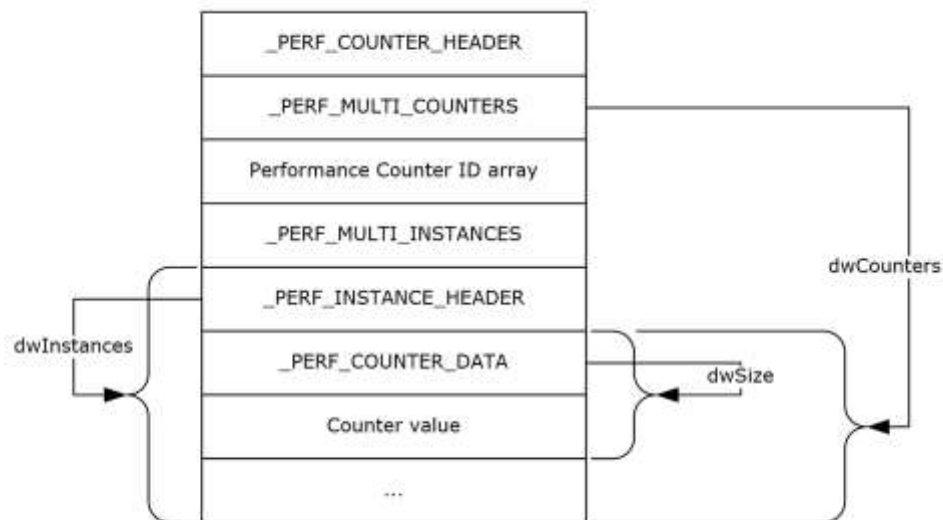 _PERF_COUNTER_HEADER
_PERF_MULTI_COUNTERS
Performance Counter ID array
_PERF_MULTI_INSTANCES
dwCounters
_PERF_INSTANCE_HEADER
dwInstances
_PERF_COUNTER_DATA
dwSize
Counter value
...